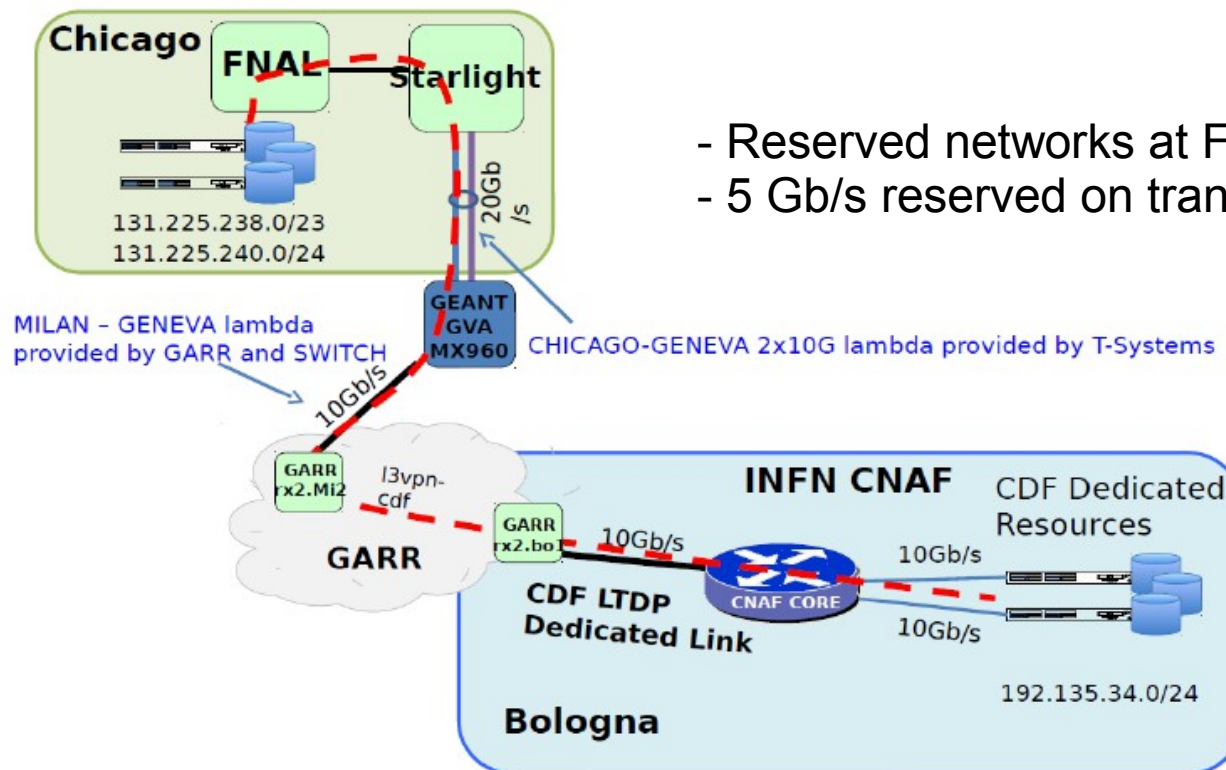 Chicago
FNAL
Starlight
131.225.238.0/23
131.225.240.0/24
20Gb
/s
- Reserved networks at F
- 5 Gb/s reserved on tran
GEANT
GVA
MX960
MILAN – GENEVA lambda
provided by GARR and SWITCH
CHICAGO-GENEVA 2x10G lambda provided by T-Systems
10Gb/s
GARR
rx2.Mi2
l3vpn-
cdf
GARR
GARR
rx2.bo1
INFN CNAF
CDF Dedicated
Resources
10Gb/s
CNAF CORE
10Gb/s
10Gb/s
CDF LTDP
Dedicated Link
192.135.34.0/24
Bologna